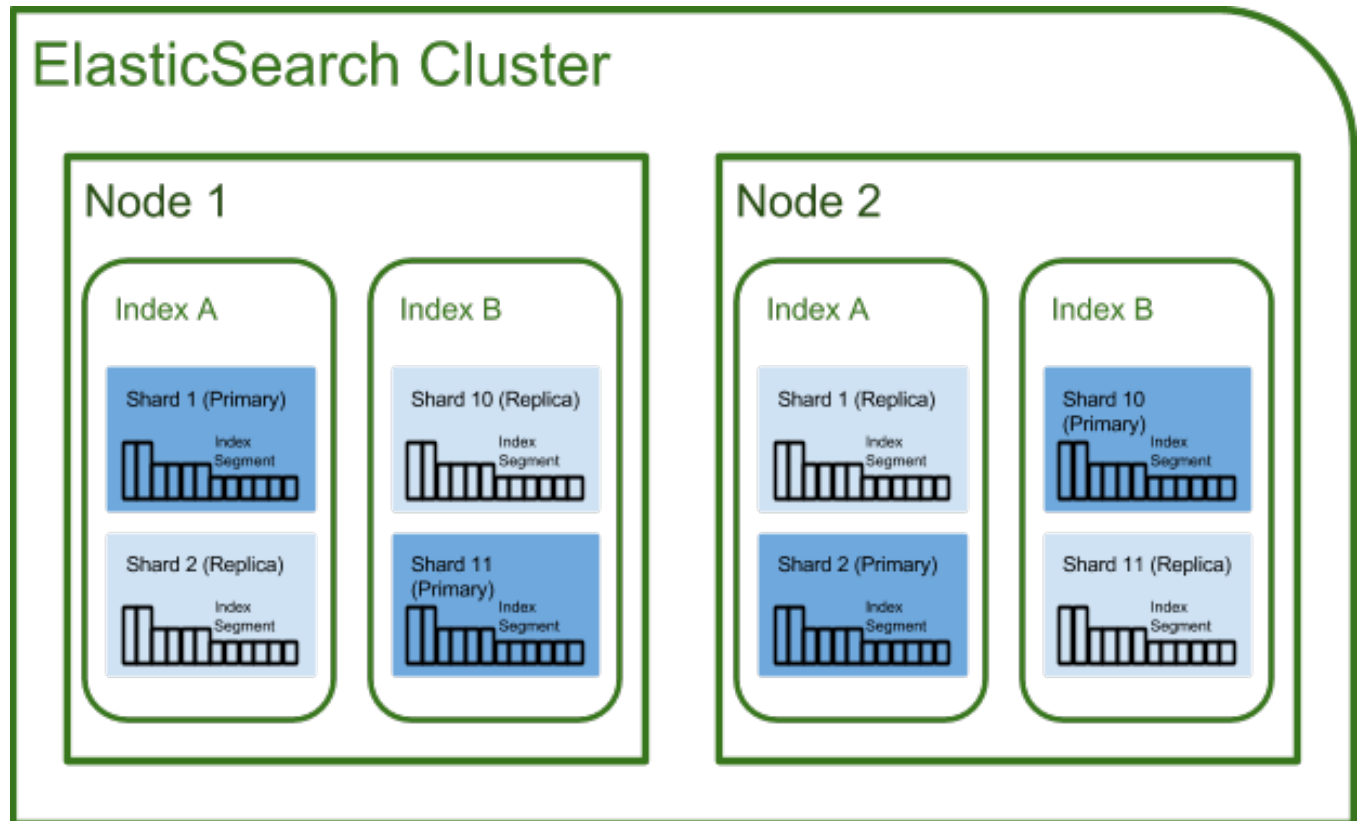 ElasticSearch Cluster
Node 1
Index A
Shard 1 (Primary)
Index
Segment
Shard 2 (Replica)
Index
Segment
Index B
Shard 10 (Replica)
Index
Segment
Shard 11
(Primary)
Index
Segment
Node 2
Index A
Shard 1 (Replica)
Index
Segment
Shard 2 (Primary)
Index
Segment
Index B
Shard 10
(Primary)
Index
Segment
Shard 11 (Replica)
Index
Segment